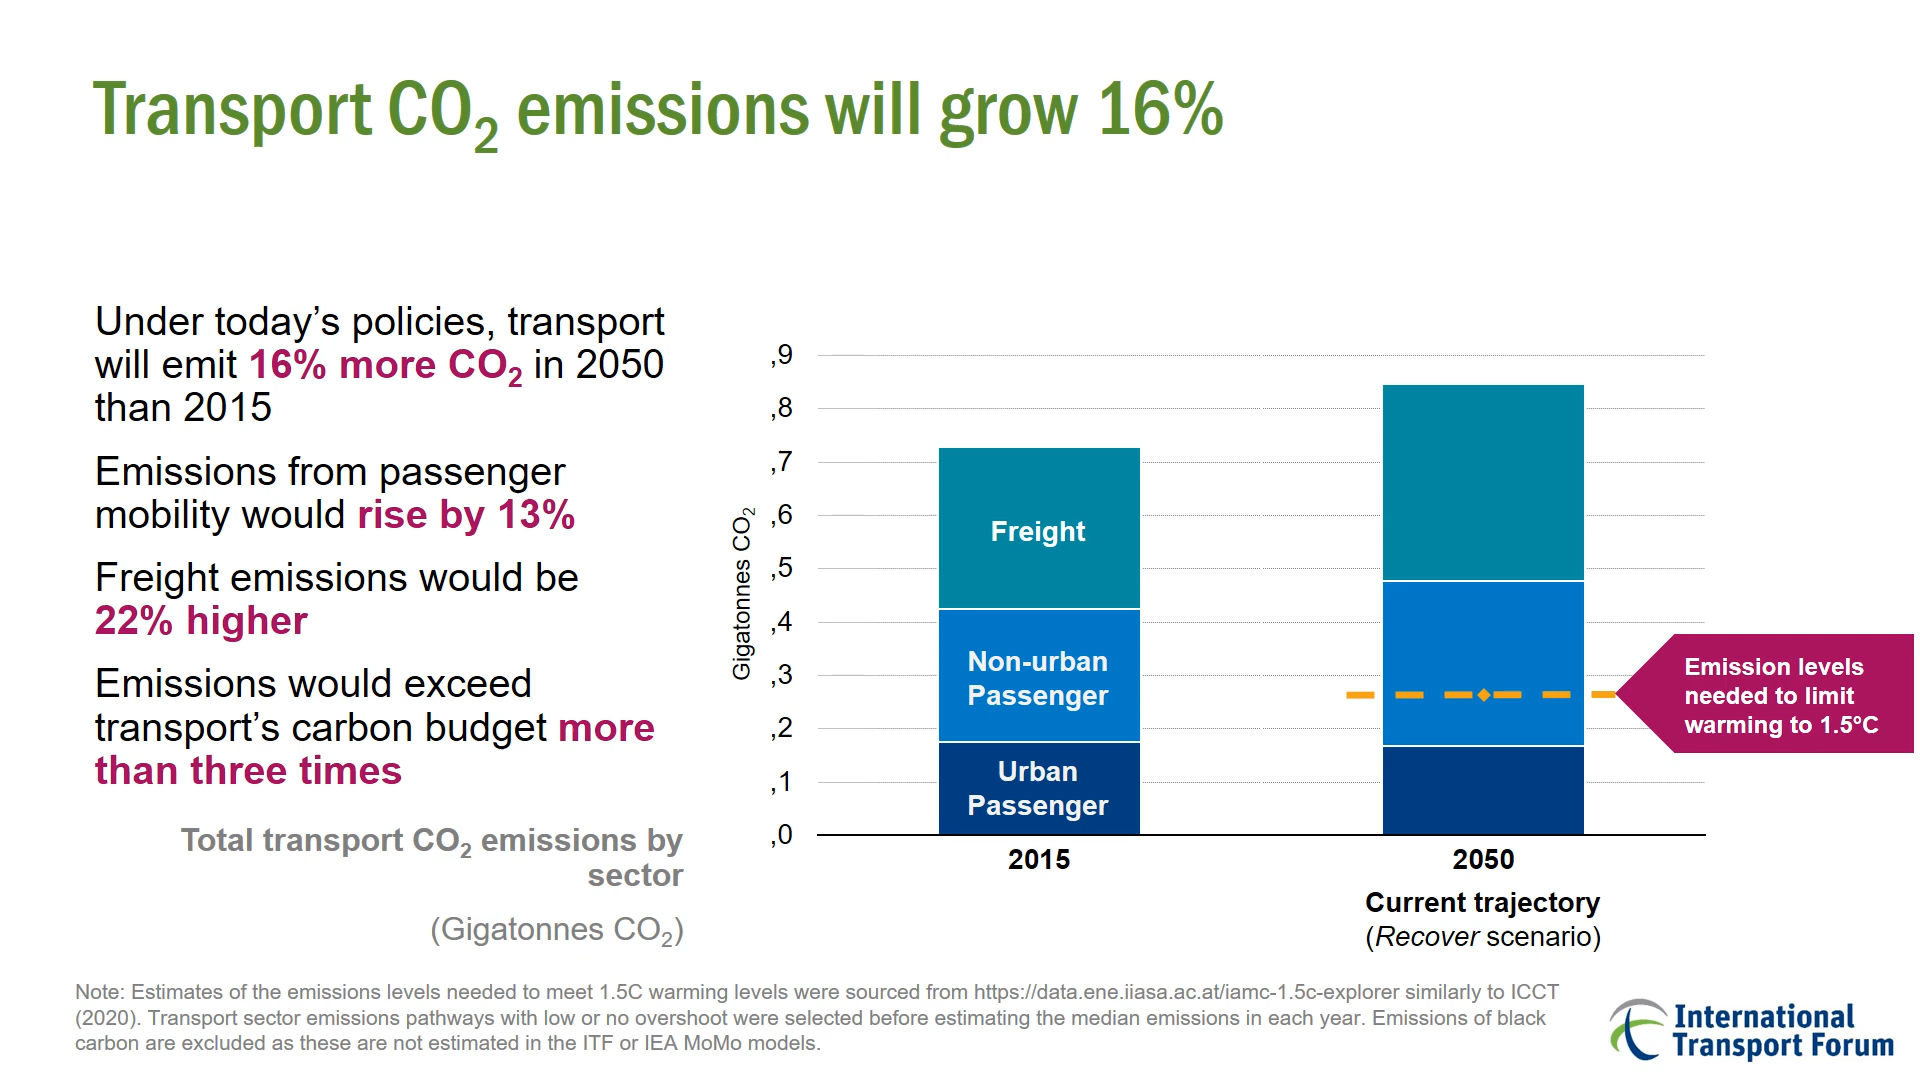 Transport CO₂ emissions will grow 16%
Under today’s policies, transport
will emit 16% more CO₂ in 2050
than 2015
Emissions from passenger
mobility would rise by 13%
Freight emissions would be
22% higher
Emissions would exceed
transport’s carbon budget more
than three times
Total transport CO₂ emissions by
sector
(Gigatonnes CO₂)
Gigatonnes CO₂
,9
,8
,7
,6
,5
,4
,3
,2
,1
,0
Freight
Non-urban
Passenger
Urban
Passenger
2015
2050
Current trajectory
(Recover scenario)
Emission levels
needed to limit
warming to 1.5°C
Note: Estimates of the emissions levels needed to meet 1.5C warming levels were sourced from https://data.ene.iiasa.ac.at/iamc-1.5c-explorer similarly to ICCT
(2020). Transport sector emissions pathways with low or no overshoot were selected before estimating the median emissions in each year. Emissions of black
carbon are excluded as these are not estimated in the ITF or IEA MoMo models.
International
Transport Forum